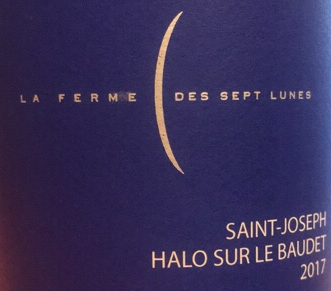 LA FERME DES SEPT LUNES
SAINT-JOSEPH
HALO SUR LE BAUDET
2017